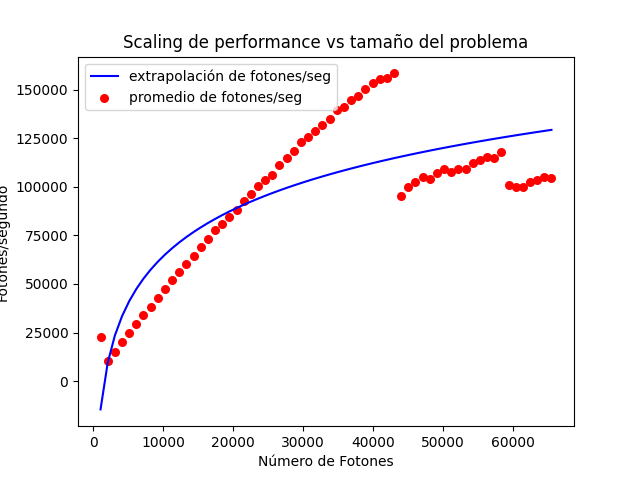 Scaling de performance vs tamaño del problema
extrapolación de fotones/seg
promedio de fotones/seg
150000
125000
100000
75000
50000
25000
0
Fotones/segundo
0 10000 20000 30000 40000 50000 60000
Número de Fotones